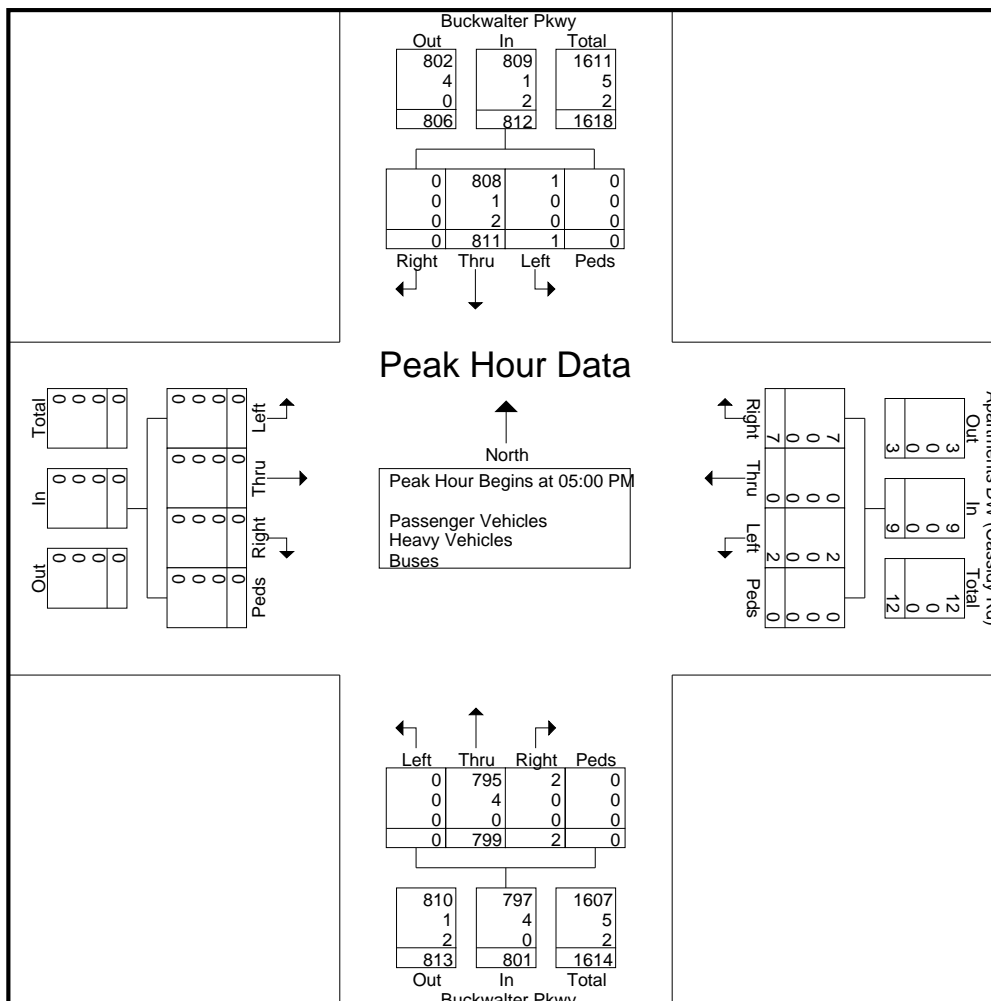 Buckwalter Pkwy
Out In Total
802 809 1611
4 1 5
0 2 2
806 812 1618
0 808 1 0
0 1 0 0
0 2 0 0
0 811 1 0
Right Thru Left Peds
Peak Hour Data
North
Peak Hour Begins at 05:00 PM
Passenger Vehicles
Heavy Vehicles
Buses
Total In Out
0 0 0
0 0 0
0 0 0
0 0 0
Left Thru Right Peds
0 0 0 0
0 0 0 0
0 0 0 0
0 0 0 0
Right Thru Left Peds
7 0 2 0
0 0 0 0
0 0 0 0
7 0 2 0
Out In Total
3 9 12
0 0 0
0 0 0
3 9 12
Left Thru Right Peds
0 795 2 0
0 4 0 0
0 0 0 0
0 799 2 0
810 797 1607
1 4 5
2 0 2
813 801 1614
Out In Total
Buckwalter Pkwy